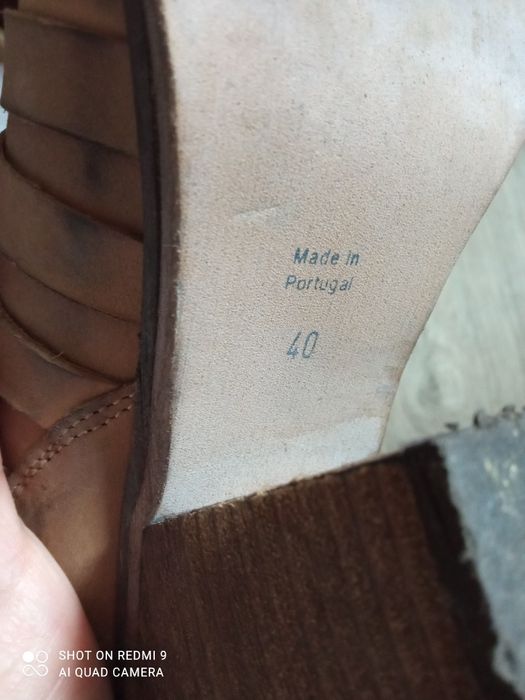 Made in
Portugal
40
SHOT ON REDMI 9
AI QUAD CAMERA